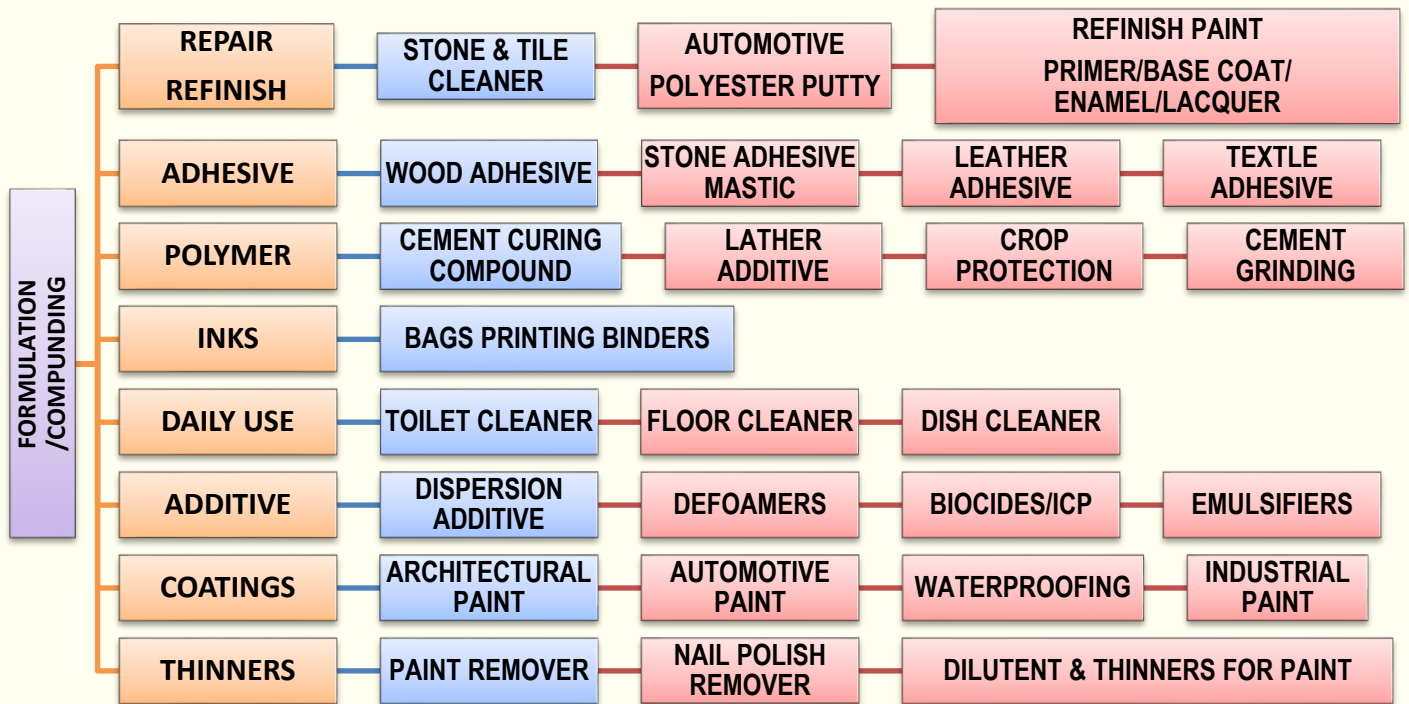 FORMULATION
/COMPUNDING
REPAIR
REFINISH
STONE & TILE
CLEANER
AUTOMOTIVE
POLYESTER PUTTY
REFINISH PAINT
PRIMER/BASE COAT/
ENAMEL/LACQUER
ADHESIVE
WOOD ADHESIVE
STONE ADHESIVE
MASTIC
LEATHER
ADHESIVE
TEXTLE
ADHESIVE
POLYMER
CEMENT CURING
COMPOUND
LATHER
ADDITIVE
CROP
PROTECTION
CEMENT
GRINDING
INKS
BAGS PRINTING BINDERS
DAILY USE
TOILET CLEANER
FLOOR CLEANER
DISH CLEANER
ADDITIVE
DISPERSION
ADDITIVE
DEFOAMERS
BIOCIDES/ICP
EMULSIFIERS
COATINGS
ARCHITECTURAL
PAINT
AUTOMOTIVE
PAINT
WATERPROOFING
INDUSTRIAL
PAINT
THINNERS
PAINT REMOVER
NAIL POLISH
REMOVER
DILUTENT & THINNERS FOR PAINT